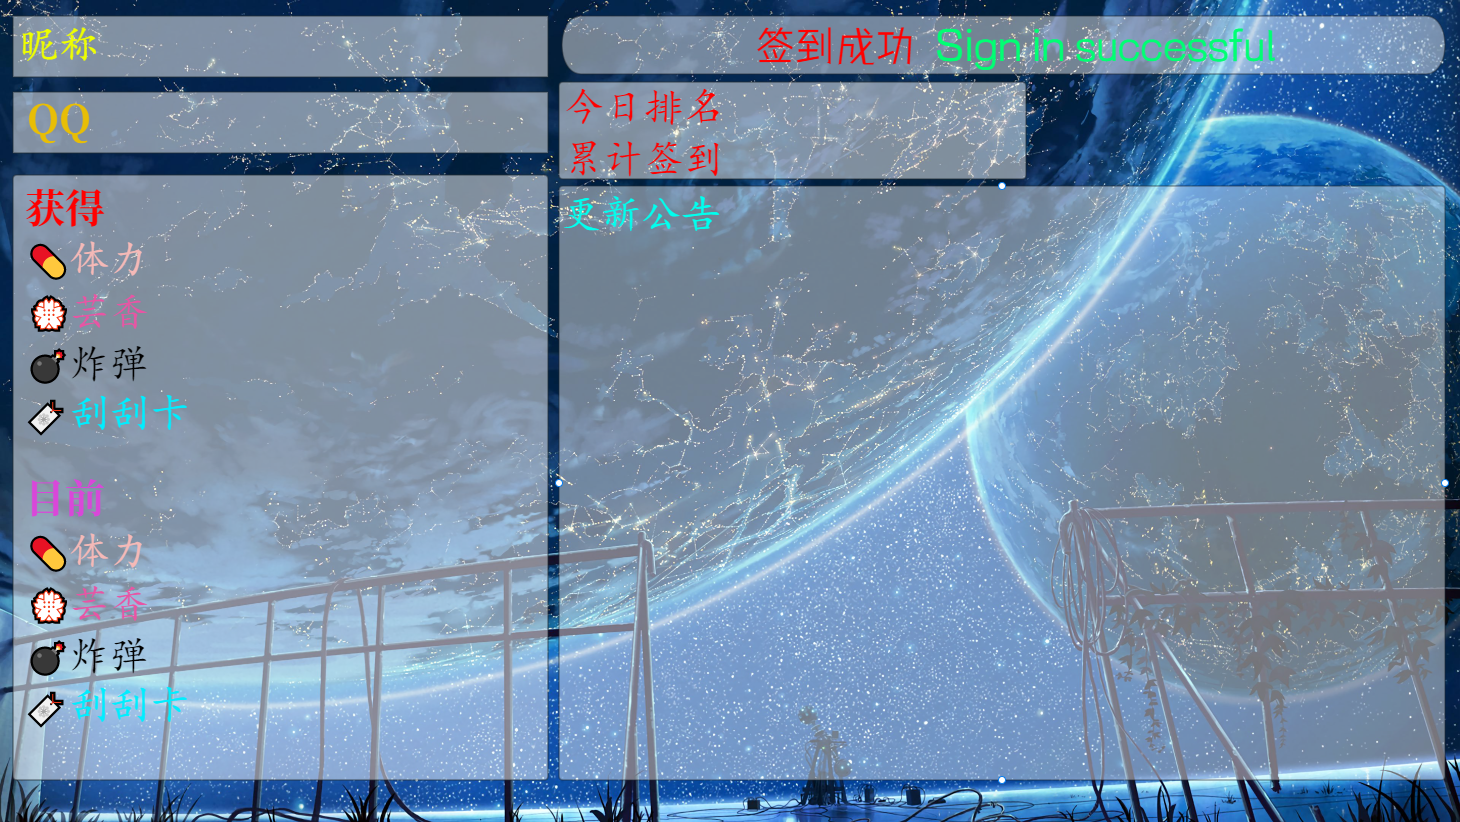 昵称
QQ
获得
体力
芸香
炸弹
刮刮卡
目前
体力
芸香
炸弹
刮刮卡
签到成功 Sign in successful
今日排名
累计签到
更新公告